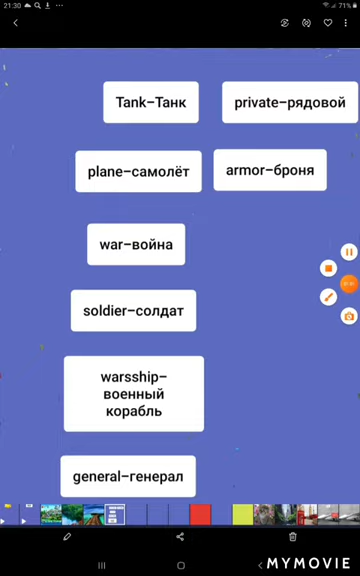 21:30
71%
Tank–Танк
private–рядовой
plane–самолёт
armor–броня
war–война
soldier–солдат
warsship–
военный
корабль
general–генерал
MYMOVIE